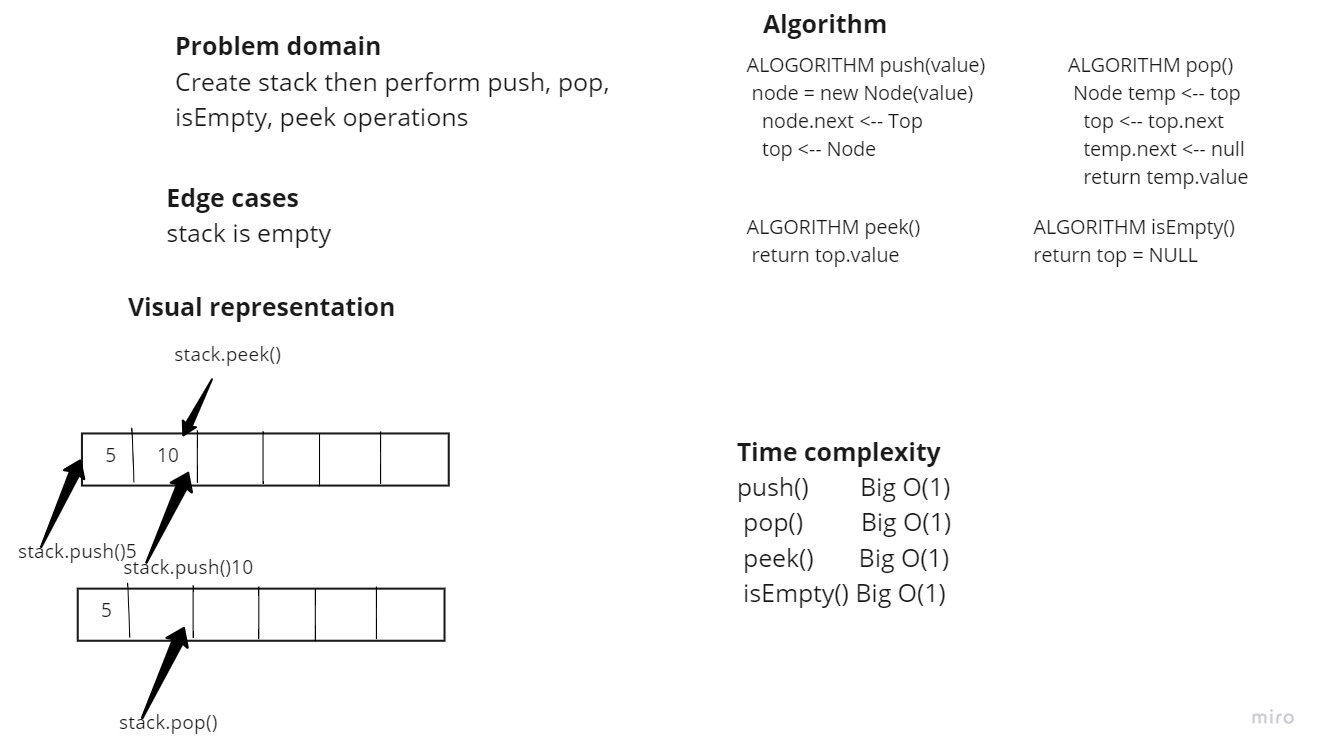 Problem domain
Create stack then perform push, pop,
isEmpty, peek operations
Edge cases
stack is empty
Visual representation
stack.peek()
5 10
stack.push()5
stack.push()10
5
stack.pop()
Algorithm
ALOGORITHM push(value)
node = new Node(value)
node.next <-- Top
top <-- Node
ALGORITHM pop()
Node temp <-- top
top <-- top.next
temp.next <-- null
return temp.value
ALGORITHM peek()
return top.value
ALGORITHM isEmpty()
return top = NULL
Time complexity
push() Big O(1)
pop() Big O(1)
peek() Big O(1)
isEmpty() Big O(1)
miro